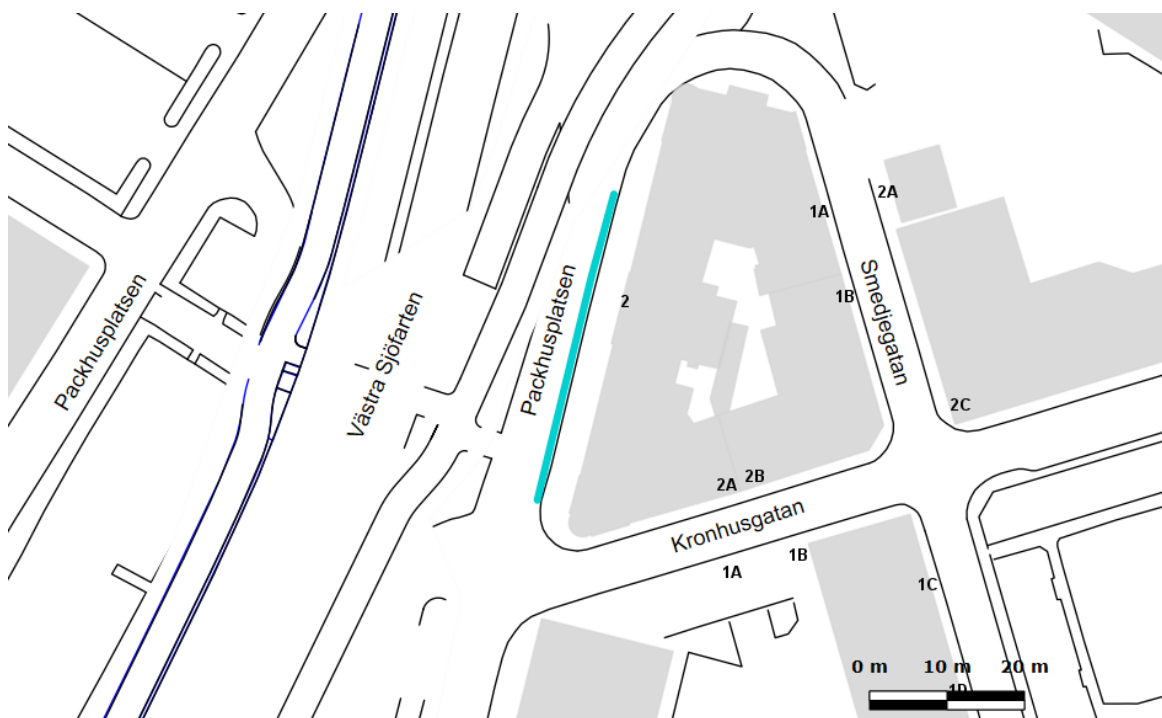 2A
1A
Smedjegatan
1B
Packhusplatsen
2
Packhusplatsen
Västra Sjöfarten
2C
2A
2B
Kronhusgatan
1B
1A
1C
0 m 10 m 20 m
1D